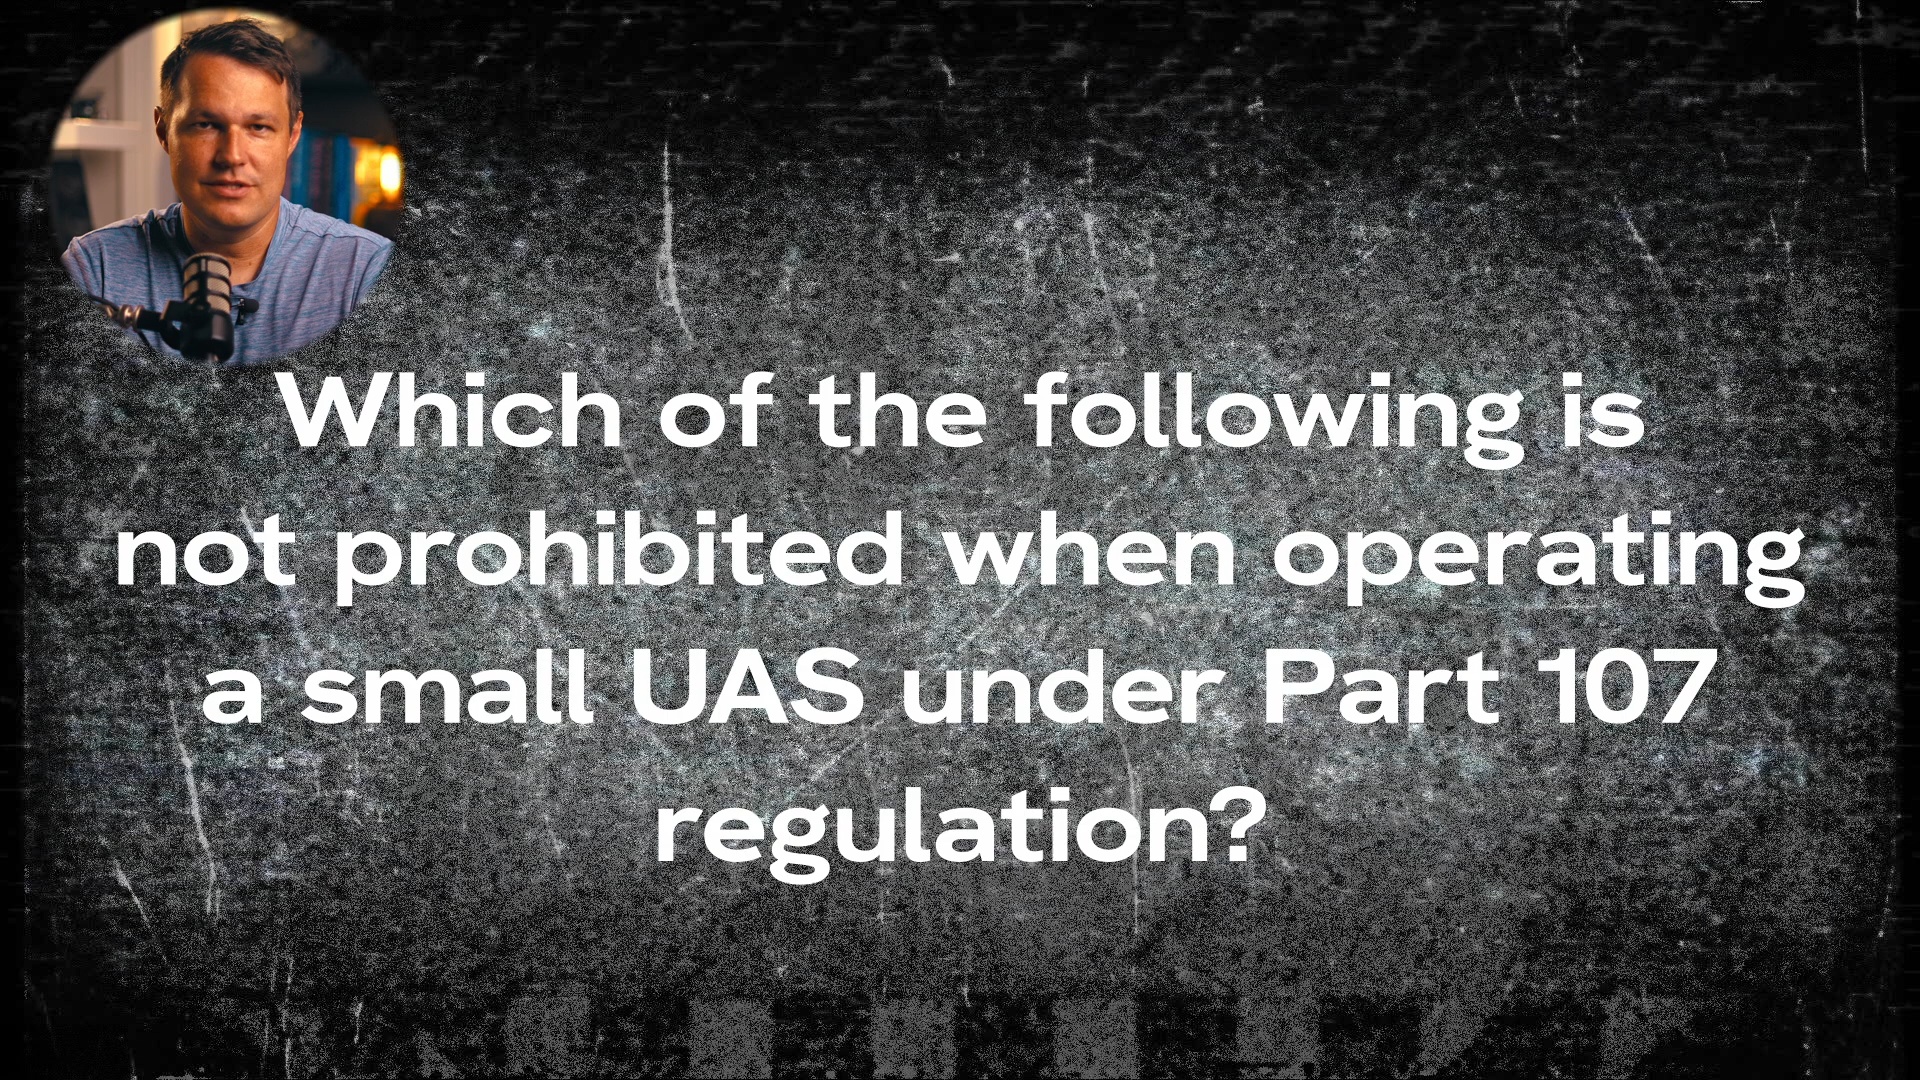 Which of the following is
not prohibited when operating
a small UAS under Part 107
regulation?